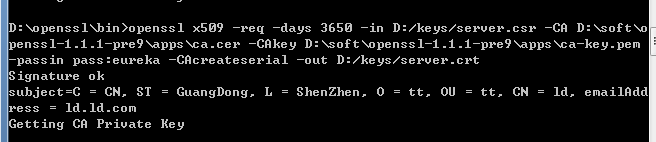 D:\openssl\bin>openssl x509 -req -days 3650 -in D:/keys/server.csr -CA D:\soft\o
penssl-1.1.1-pre9\apps\ca.cer -CAkey D:\soft\openssl-1.1.1-pre9\apps\ca-key.pem
-passin pass:eureka -CAcreateserial -out D:/keys/server.crt
Signature ok
subject=C = CN, ST = GuangDong, L = ShenZhen, O = tt, OU = tt, CN = ld, emailAdd
ress = ld.ld.com
Getting CA Private Key